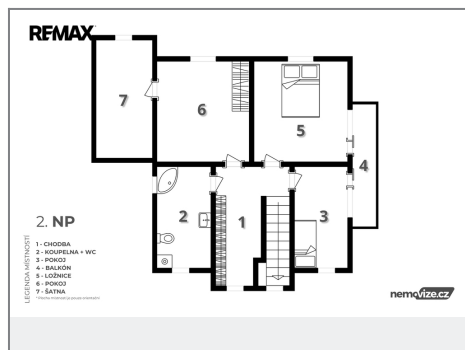 RE/MAX
7
6
5
4
2
1
3
2. NP
LEGENDA MÍSTNOSTÍ
1 - CHODBA
2 - KOUPELNA + WC
3 - POKOJ
4 - BALKÓN
5 - LOŽNICE
6 - POKOJ
7 - ŠATNA
nemovize.cz